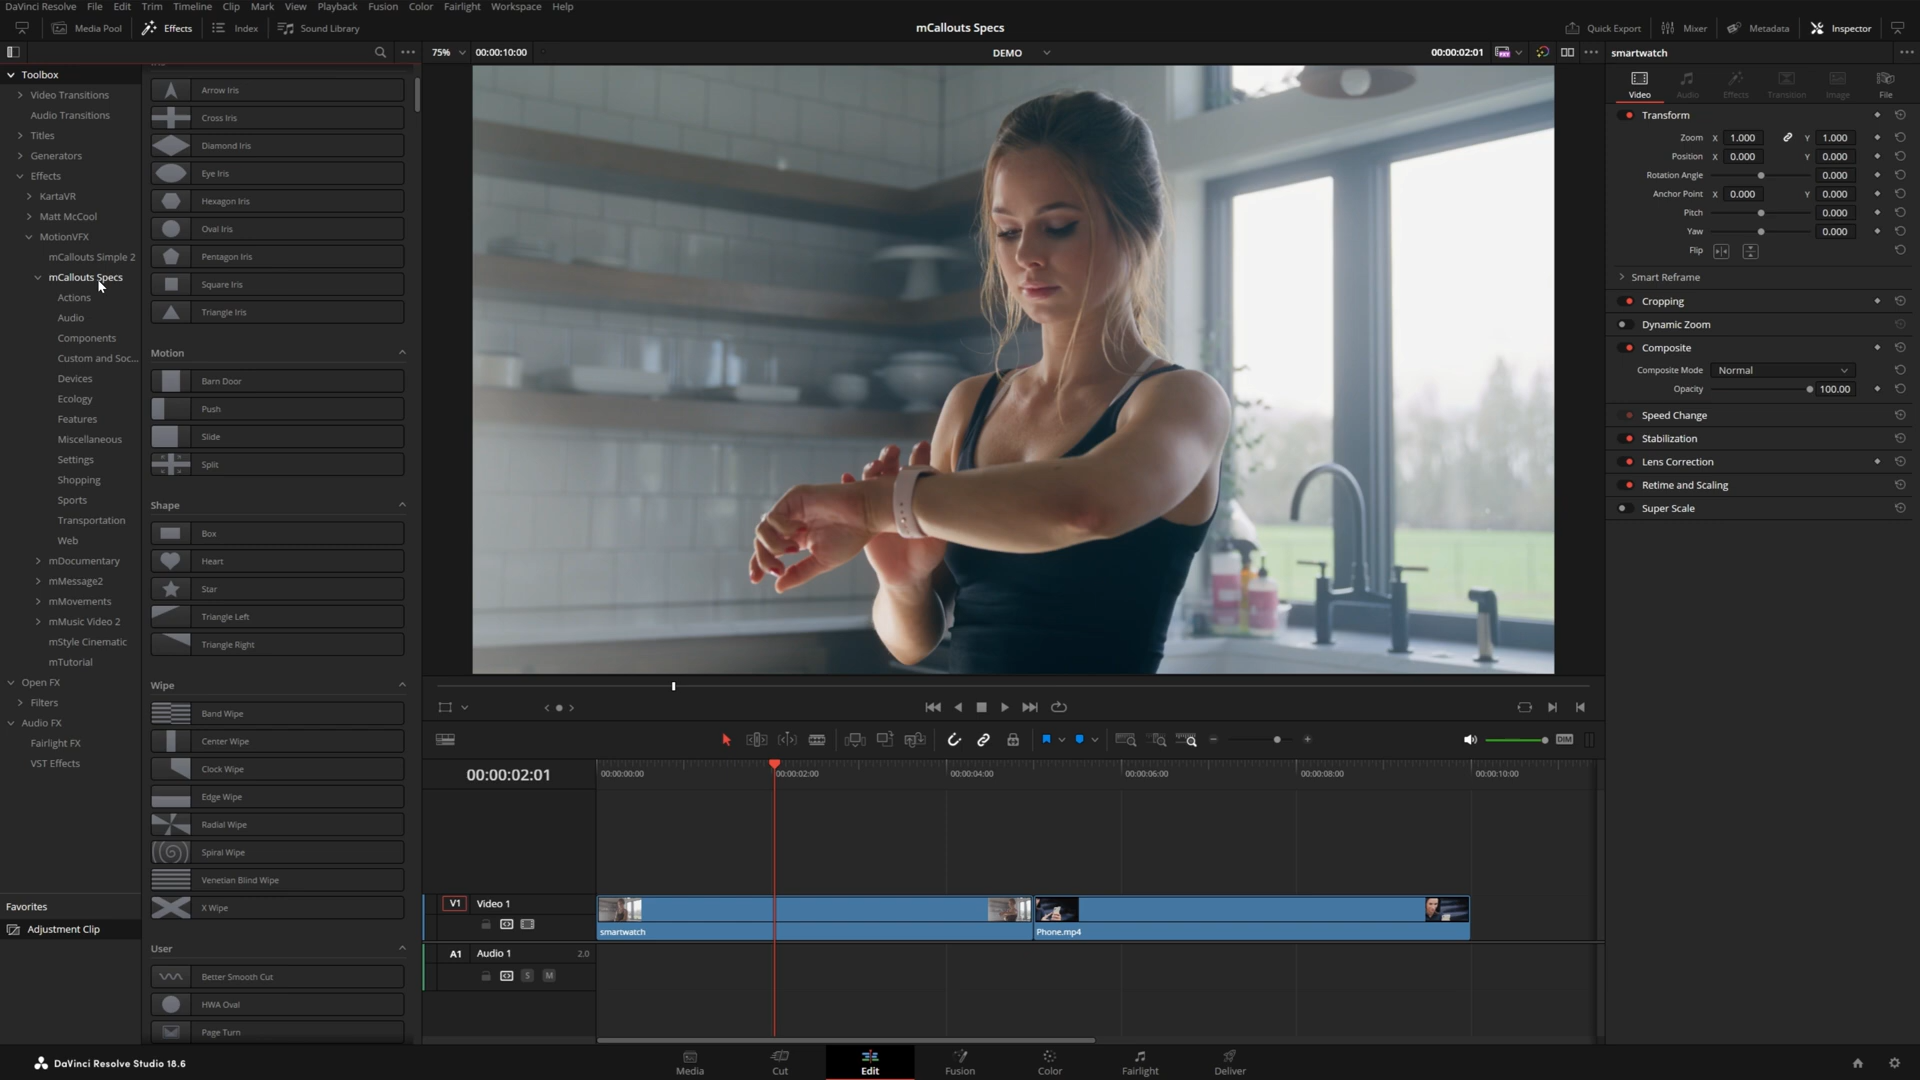 DaVinci Resolve File Edit Trim Timeline Clip Mark View Playback Fusion Color Fairlight Workspace Help
Media Pool Effects Index Sound Library
mCallouts Specs
Quick Export Mixer Metadata Inspector
75% 00:00:10:00
DEMO
00:00:02:01
smartwatch
Toolbox
Video Transitions
Audio Transitions
Titles
Generators
Effects
KartaVR
Matt McCool
MotionVFX
mCallouts Simple 2
mCallouts Specs
Actions
Audio
Components
Custom and Soc...
Devices
Ecology
Features
Miscellaneous
Settings
Shopping
Sports
Transportation
Web
mDocumentary
mMessage2
mMovements
mMusic Video 2
mStyle Cinematic
mTutorial
Open FX
Filters
Audio FX
Fairlight FX
VST Effects
Favorites
Adjustment Clip
Arrow Iris
Cross Iris
Diamond Iris
Eye Iris
Hexagon Iris
Oval Iris
Pentagon Iris
Square Iris
Triangle Iris
Motion
Barn Door
Push
Slide
Split
Shape
Box
Heart
Star
Triangle Left
Triangle Right
Wipe
Band Wipe
Center Wipe
Clock Wipe
Edge Wipe
Radial Wipe
Spiral Wipe
Venetian Blind Wipe
X Wipe
User
Better Smooth Cut
HWA Oval
Page Turn
Video Audio Effects Transition Image File
Transform
Zoom X 1.000 Y 1.000
Position X 0.000 Y 0.000
Rotation Angle 0.000
Anchor Point X 0.000 Y 0.000
Pitch 0.000
Yaw 0.000
Flip
Smart Reframe
Cropping
Dynamic Zoom
Composite
Composite Mode Normal
Opacity 100.00
Speed Change
Stabilization
Lens Correction
Retime and Scaling
Super Scale
DIM
00:00:02:01
00:00:00:00 00:00:02:00 00:00:04:00 00:00:06:00 00:00:08:00 00:00:10:00
V1 Video 1
smartwatch
Phone.mp4
A1 Audio 1 2.0
S M
DaVinci Resolve Studio 18.6
Media Cut Edit Fusion Color Fairlight Deliver